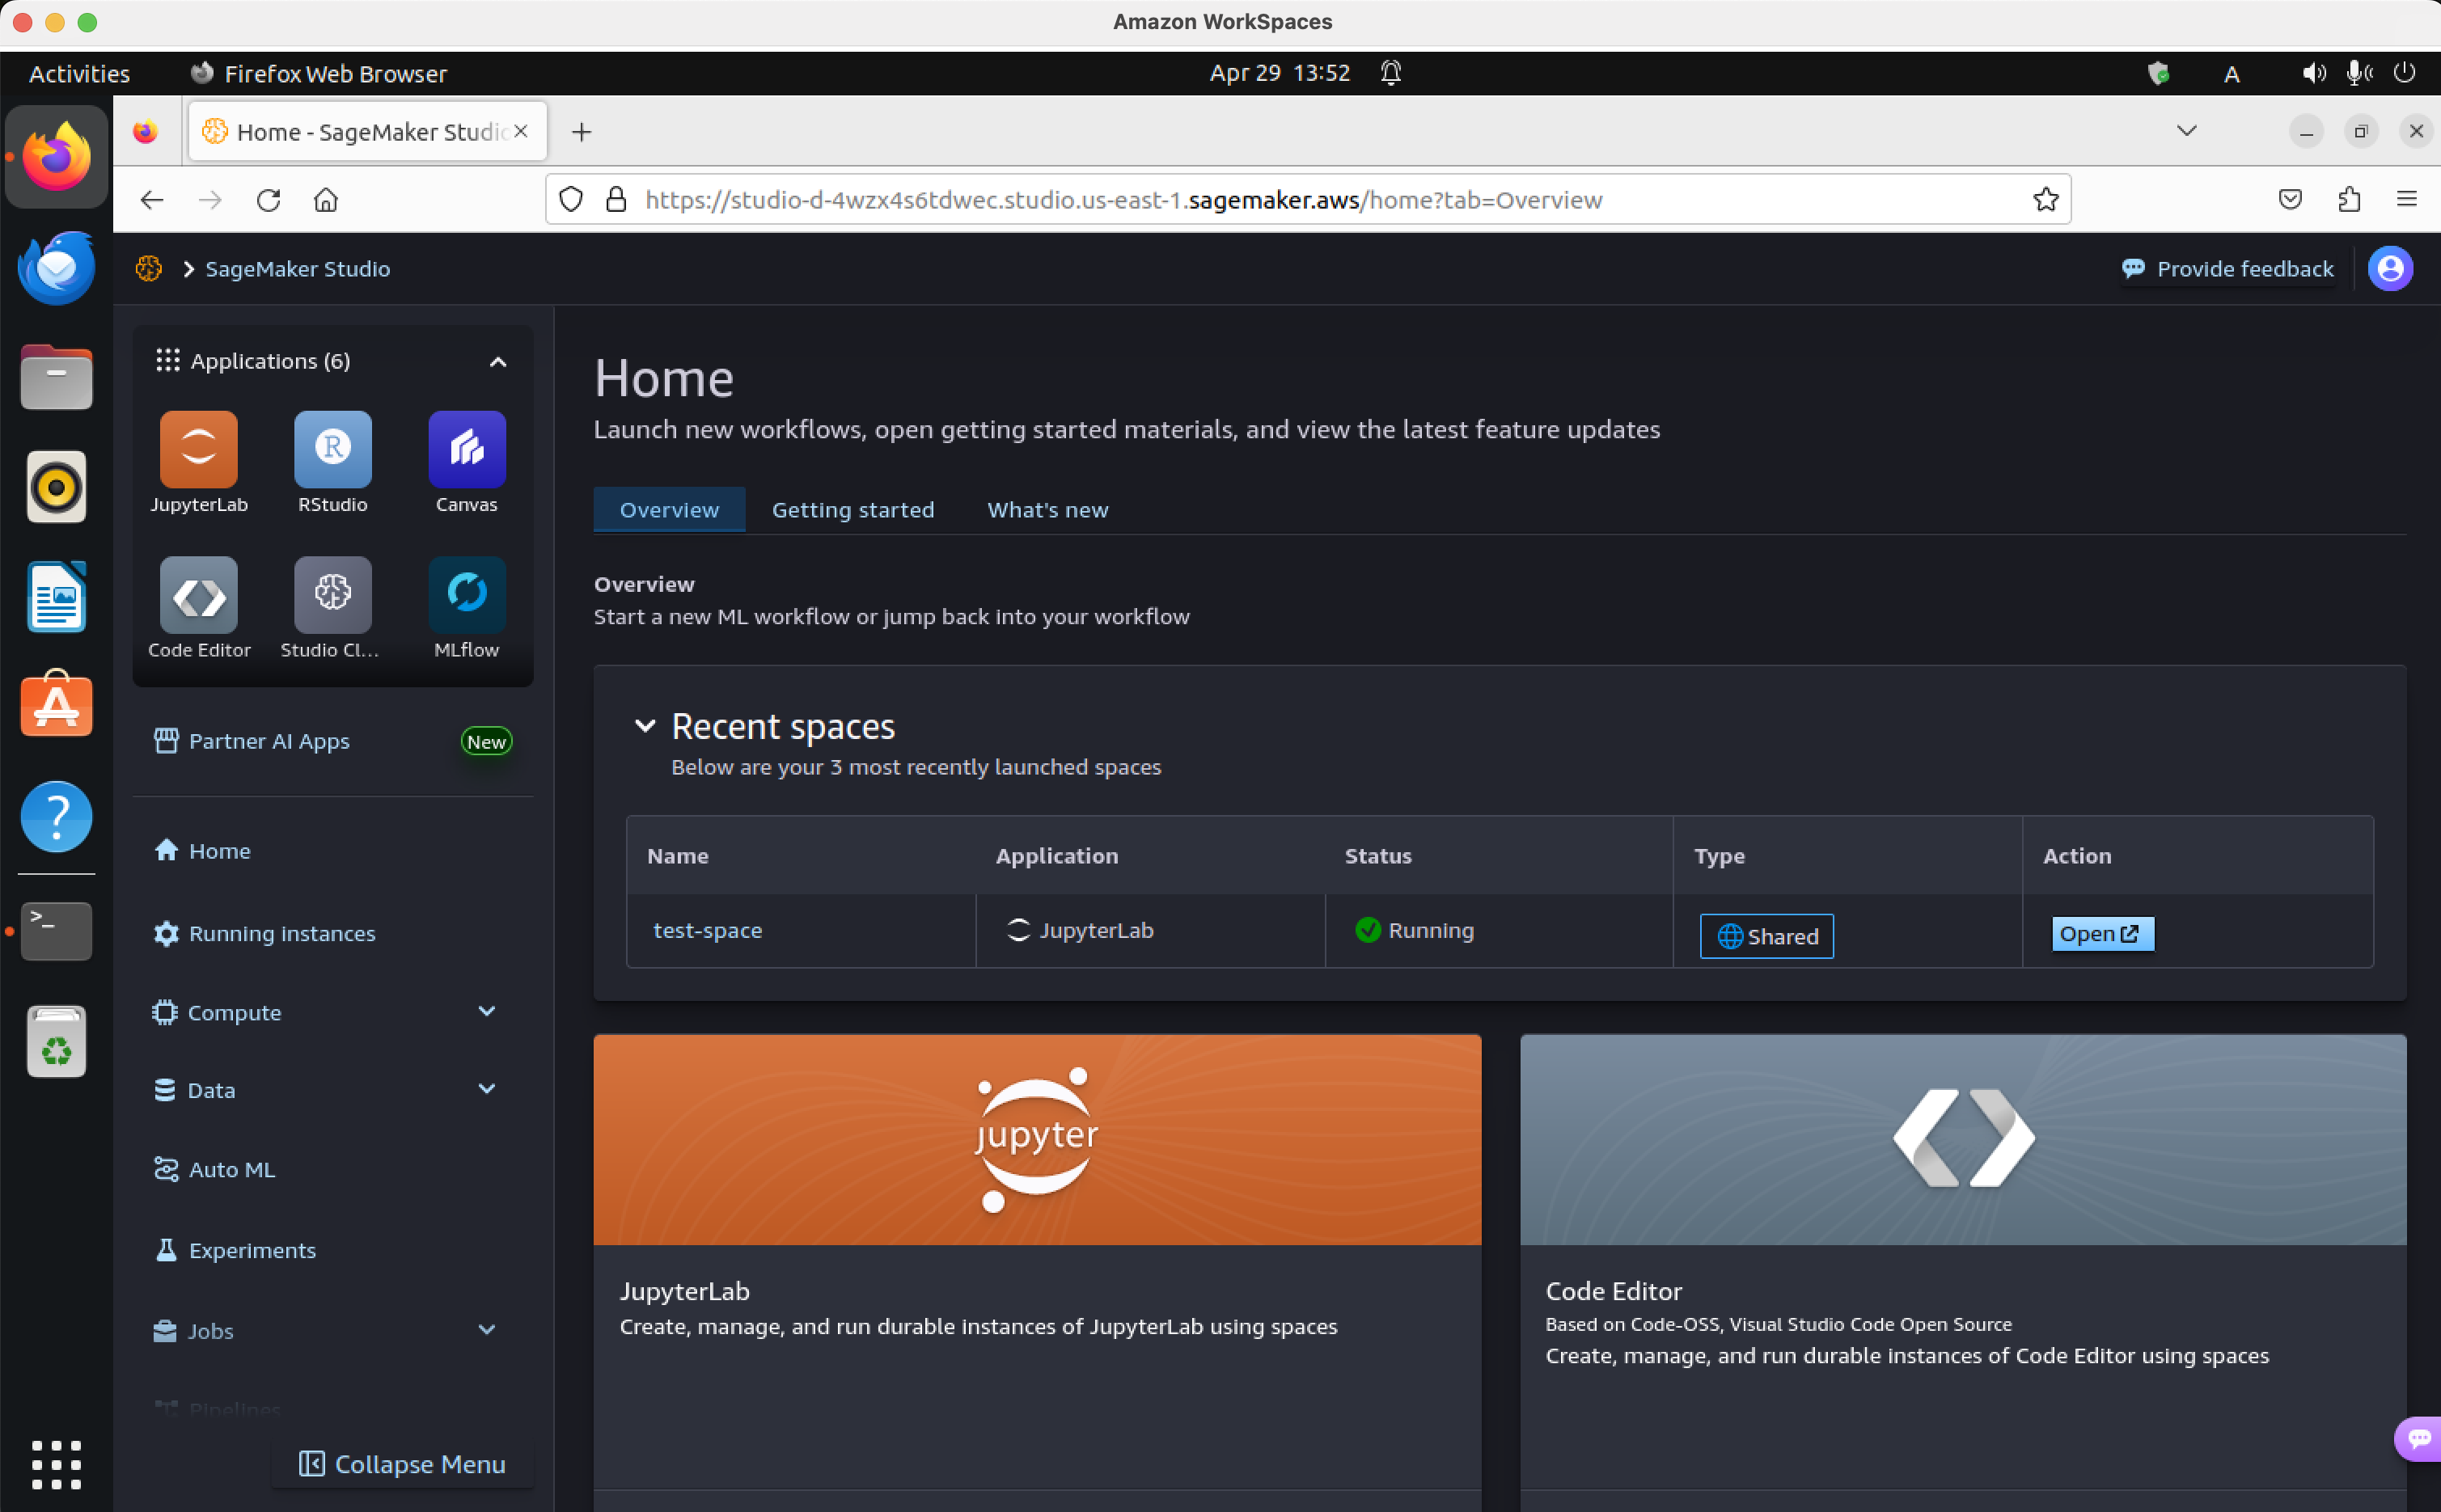 Amazon WorkSpaces
Activities
Firefox Web Browser
Apr 29 13:52
A
Home - SageMaker Studio
https://studio-d-4wzx4s6tdwec.studio.us-east-1.sagemaker.aws/home?tab=Overview
SageMaker Studio
Provide feedback
Applications (6)
JupyterLab
RStudio
Canvas
Code Editor
Studio Cl...
MLflow
Partner AI Apps
New
Home
Running instances
Compute
Data
Auto ML
Experiments
Jobs
Pipelines
Collapse Menu
Home
Launch new workflows, open getting started materials, and view the latest feature updates
Overview
Getting started
What's new
Overview
Start a new ML workflow or jump back into your workflow
Recent spaces
Below are your 3 most recently launched spaces
Name
Application
Status
Type
Action
test-space
JupyterLab
Running
Shared
Open
jupyter
JupyterLab
Create, manage, and run durable instances of JupyterLab using spaces
Code Editor
Based on Code-OSS, Visual Studio Code Open Source
Create, manage, and run durable instances of Code Editor using spaces